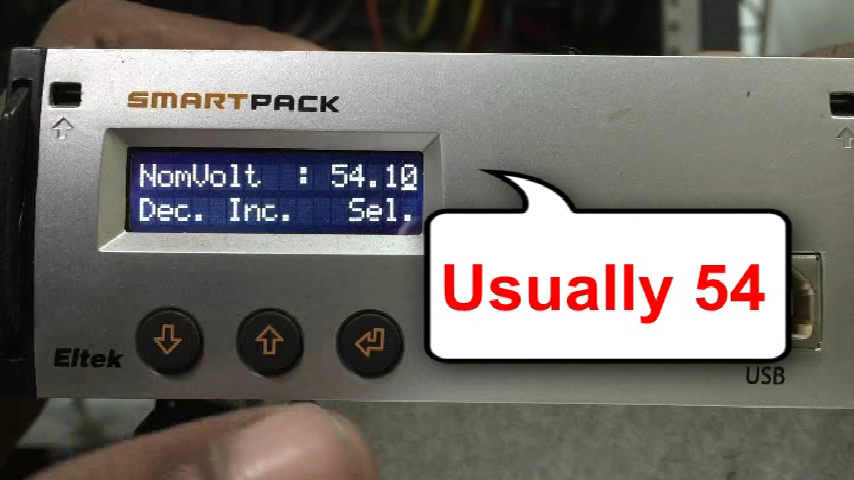 SMARTPACK
NomVolt : 54.10
Dec. Inc. Sel.
Usually 54
Eltek
USB